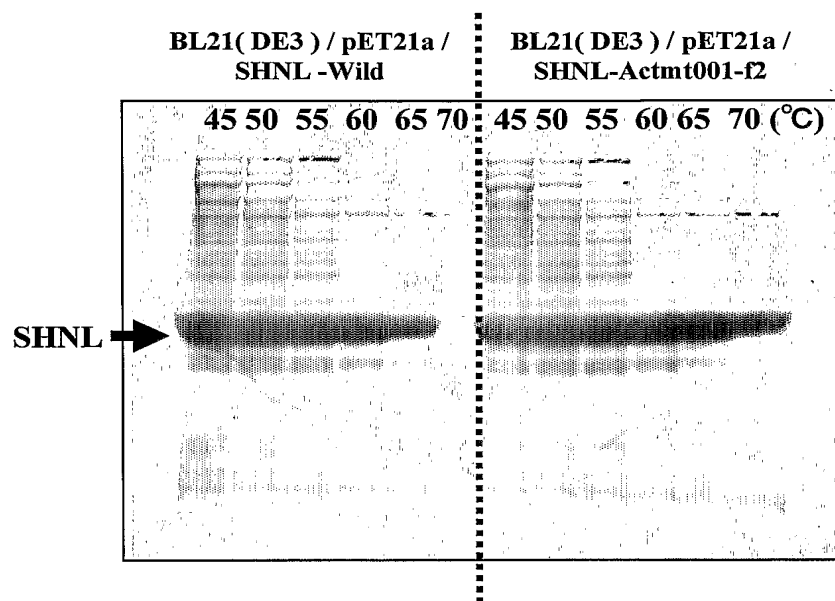 BL21( DE3 ) / pET21a /
SHNL -Wild
BL21( DE3 ) / pET21a /
SHNL-Actmt001-f2
45 50 55 60 65 70
45 50 55 60 65 70 (°C)
SHNL